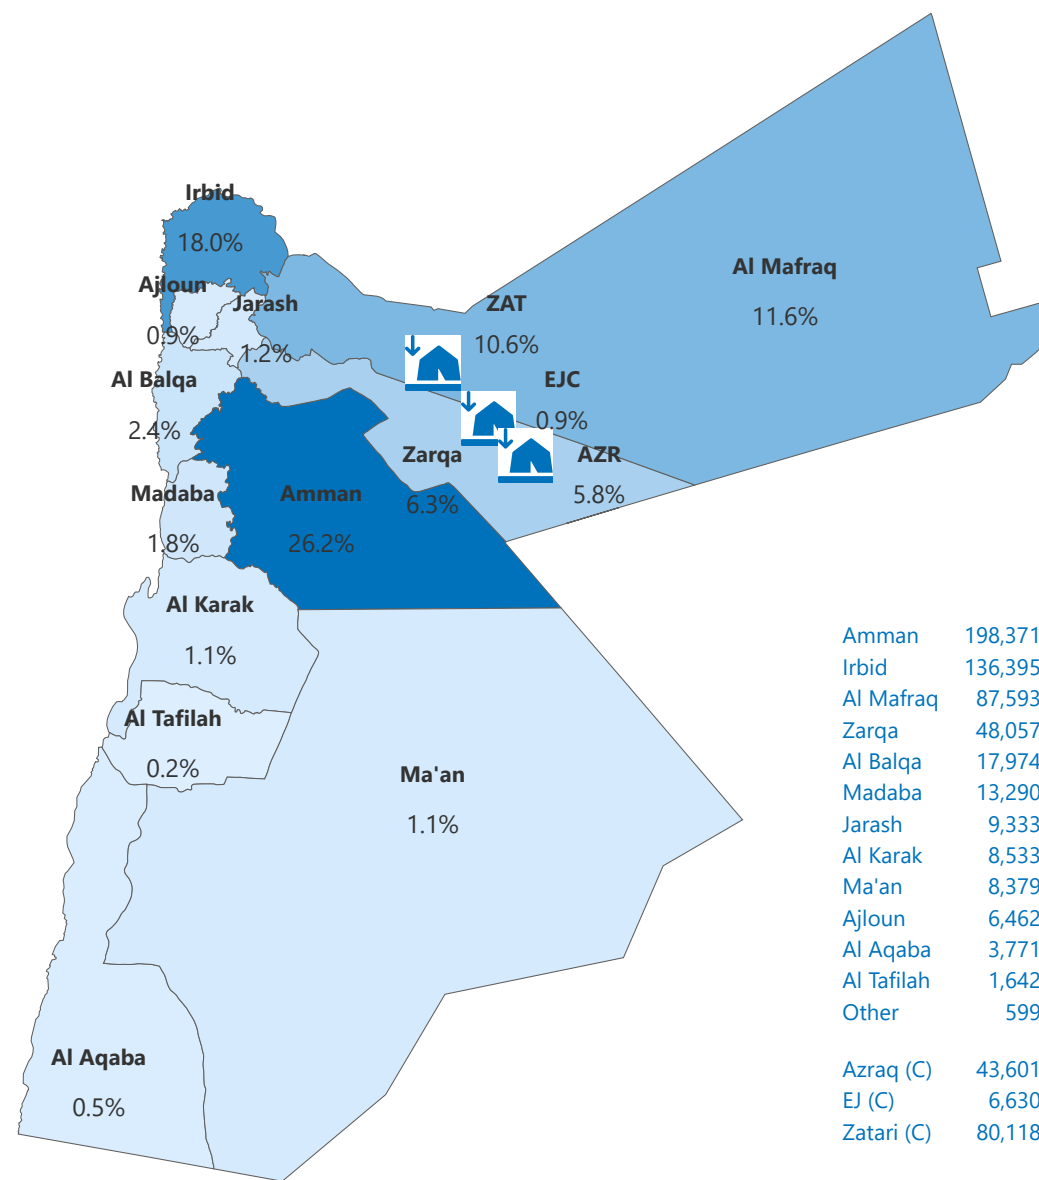 Irbid
18.0%
Ajloun
0.9%
Jarash
1.2%
ZAT
10.6%
Al Mafraq
11.6%
Al Balqa
2.4%
EJC
0.9%
Zarqa
6.3%
AZR
5.8%
Madaba
1.8%
Amman
26.2%
Al Karak
1.1%
Al Tafilah
0.2%
Ma'an
1.1%
Al Aqaba
0.5%
Amman 198,371
Irbid 136,395
Al Mafraq 87,593
Zarqa 48,057
Al Balqa 17,974
Madaba 13,290
Jarash 9,333
Al Karak 8,533
Ma'an 8,379
Ajloun 6,462
Al Aqaba 3,771
Al Tafilah 1,642
Other 599
Azraq (C) 43,601
EJ (C) 6,630
Zatari (C) 80,118